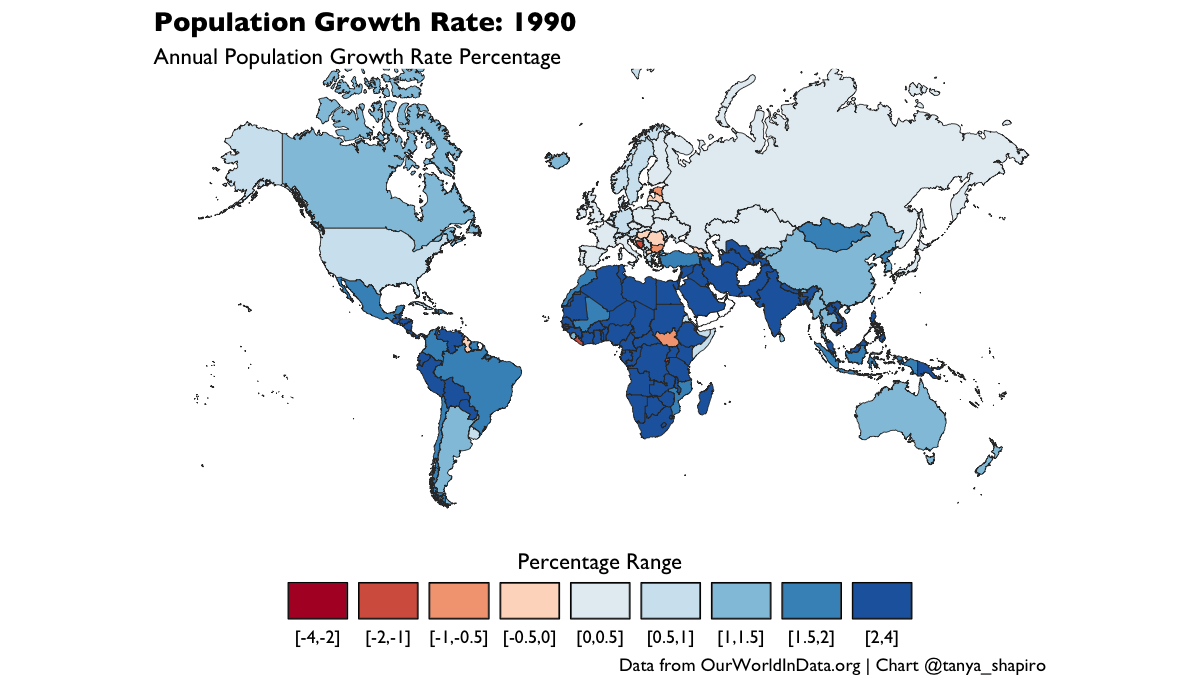 Population Growth Rate: 1990
Annual Population Growth Rate Percentage
Percentage Range
[-4,-2] [-2,-1] [-1,-0.5] [-0.5,0] [0,0.5] [0.5,1] [1,1.5] [1.5,2] [2,4]
Data from OurWorldInData.org | Chart @tanya_shapiro